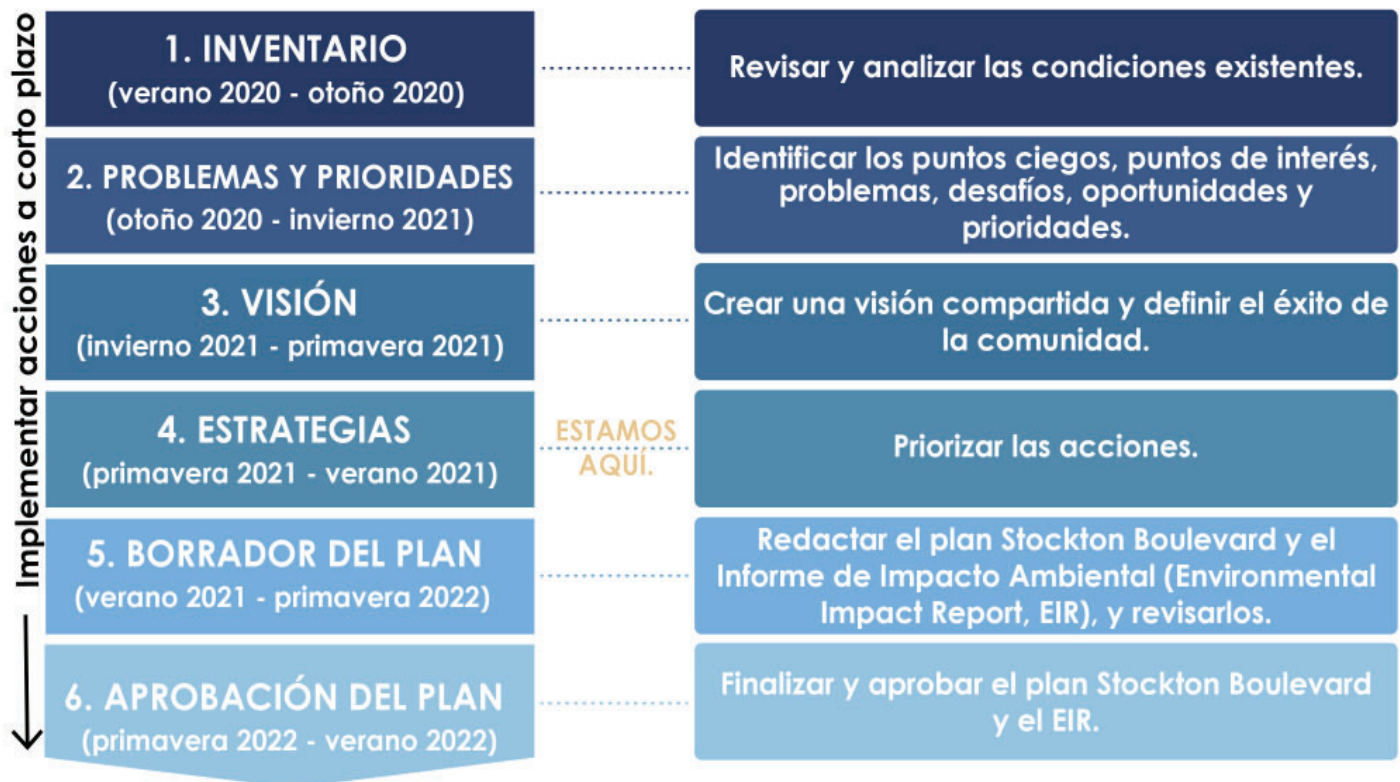 Implementar acciones a corto plazo
1. INVENTARIO
(verano 2020 - otoño 2020)
Revisar y analizar las condiciones existentes.
2. PROBLEMAS Y PRIORIDADES
(otoño 2020 - invierno 2021)
Identificar los puntos ciegos, puntos de interés,
problemas, desafíos, oportunidades y
prioridades.
3. VISIÓN
(invierno 2021 - primavera 2021)
Crear una visión compartida y definir el éxito de
la comunidad.
4. ESTRATEGIAS
(primavera 2021 - verano 2021)
ESTAMOS
AQUÍ.
Priorizar las acciones.
5. BORRADOR DEL PLAN
(verano 2021 - primavera 2022)
Redactar el plan Stockton Boulevard y el
Informe de Impacto Ambiental (Environmental
Impact Report, EIR), y revisarlos.
6. APROBACIÓN DEL PLAN
(primavera 2022 - verano 2022)
Finalizar y aprobar el plan Stockton Boulevard
y el EIR.